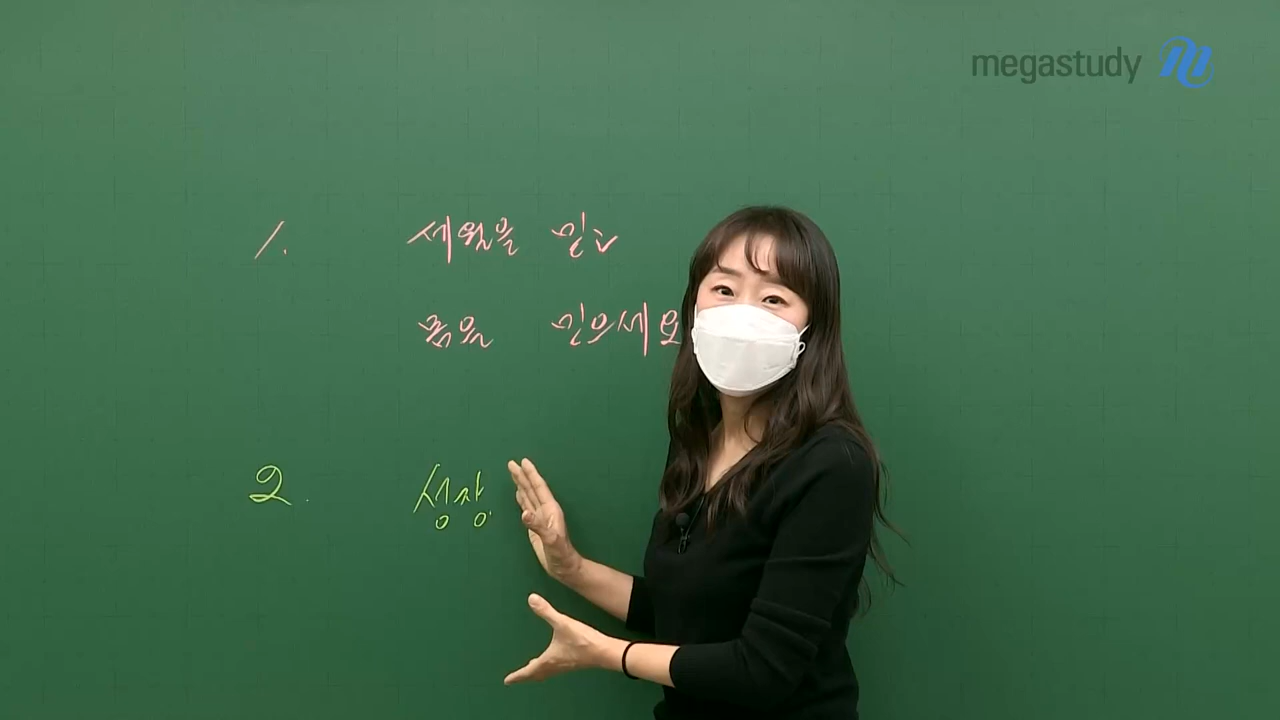 megastudy
1. 세월을 믿고
몸을 믿으세요
2. 성장